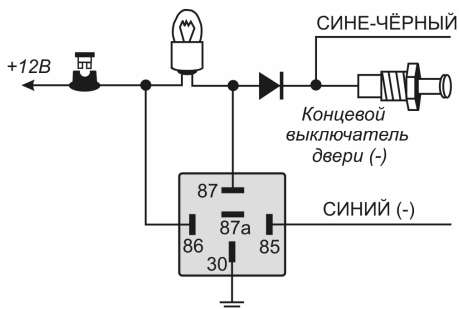 СИНЕ-ЧЁРНЫЙ
+12В
Концевой
выключатель
двери (-)
87
СИНИЙ (-)
87а
86
85
30